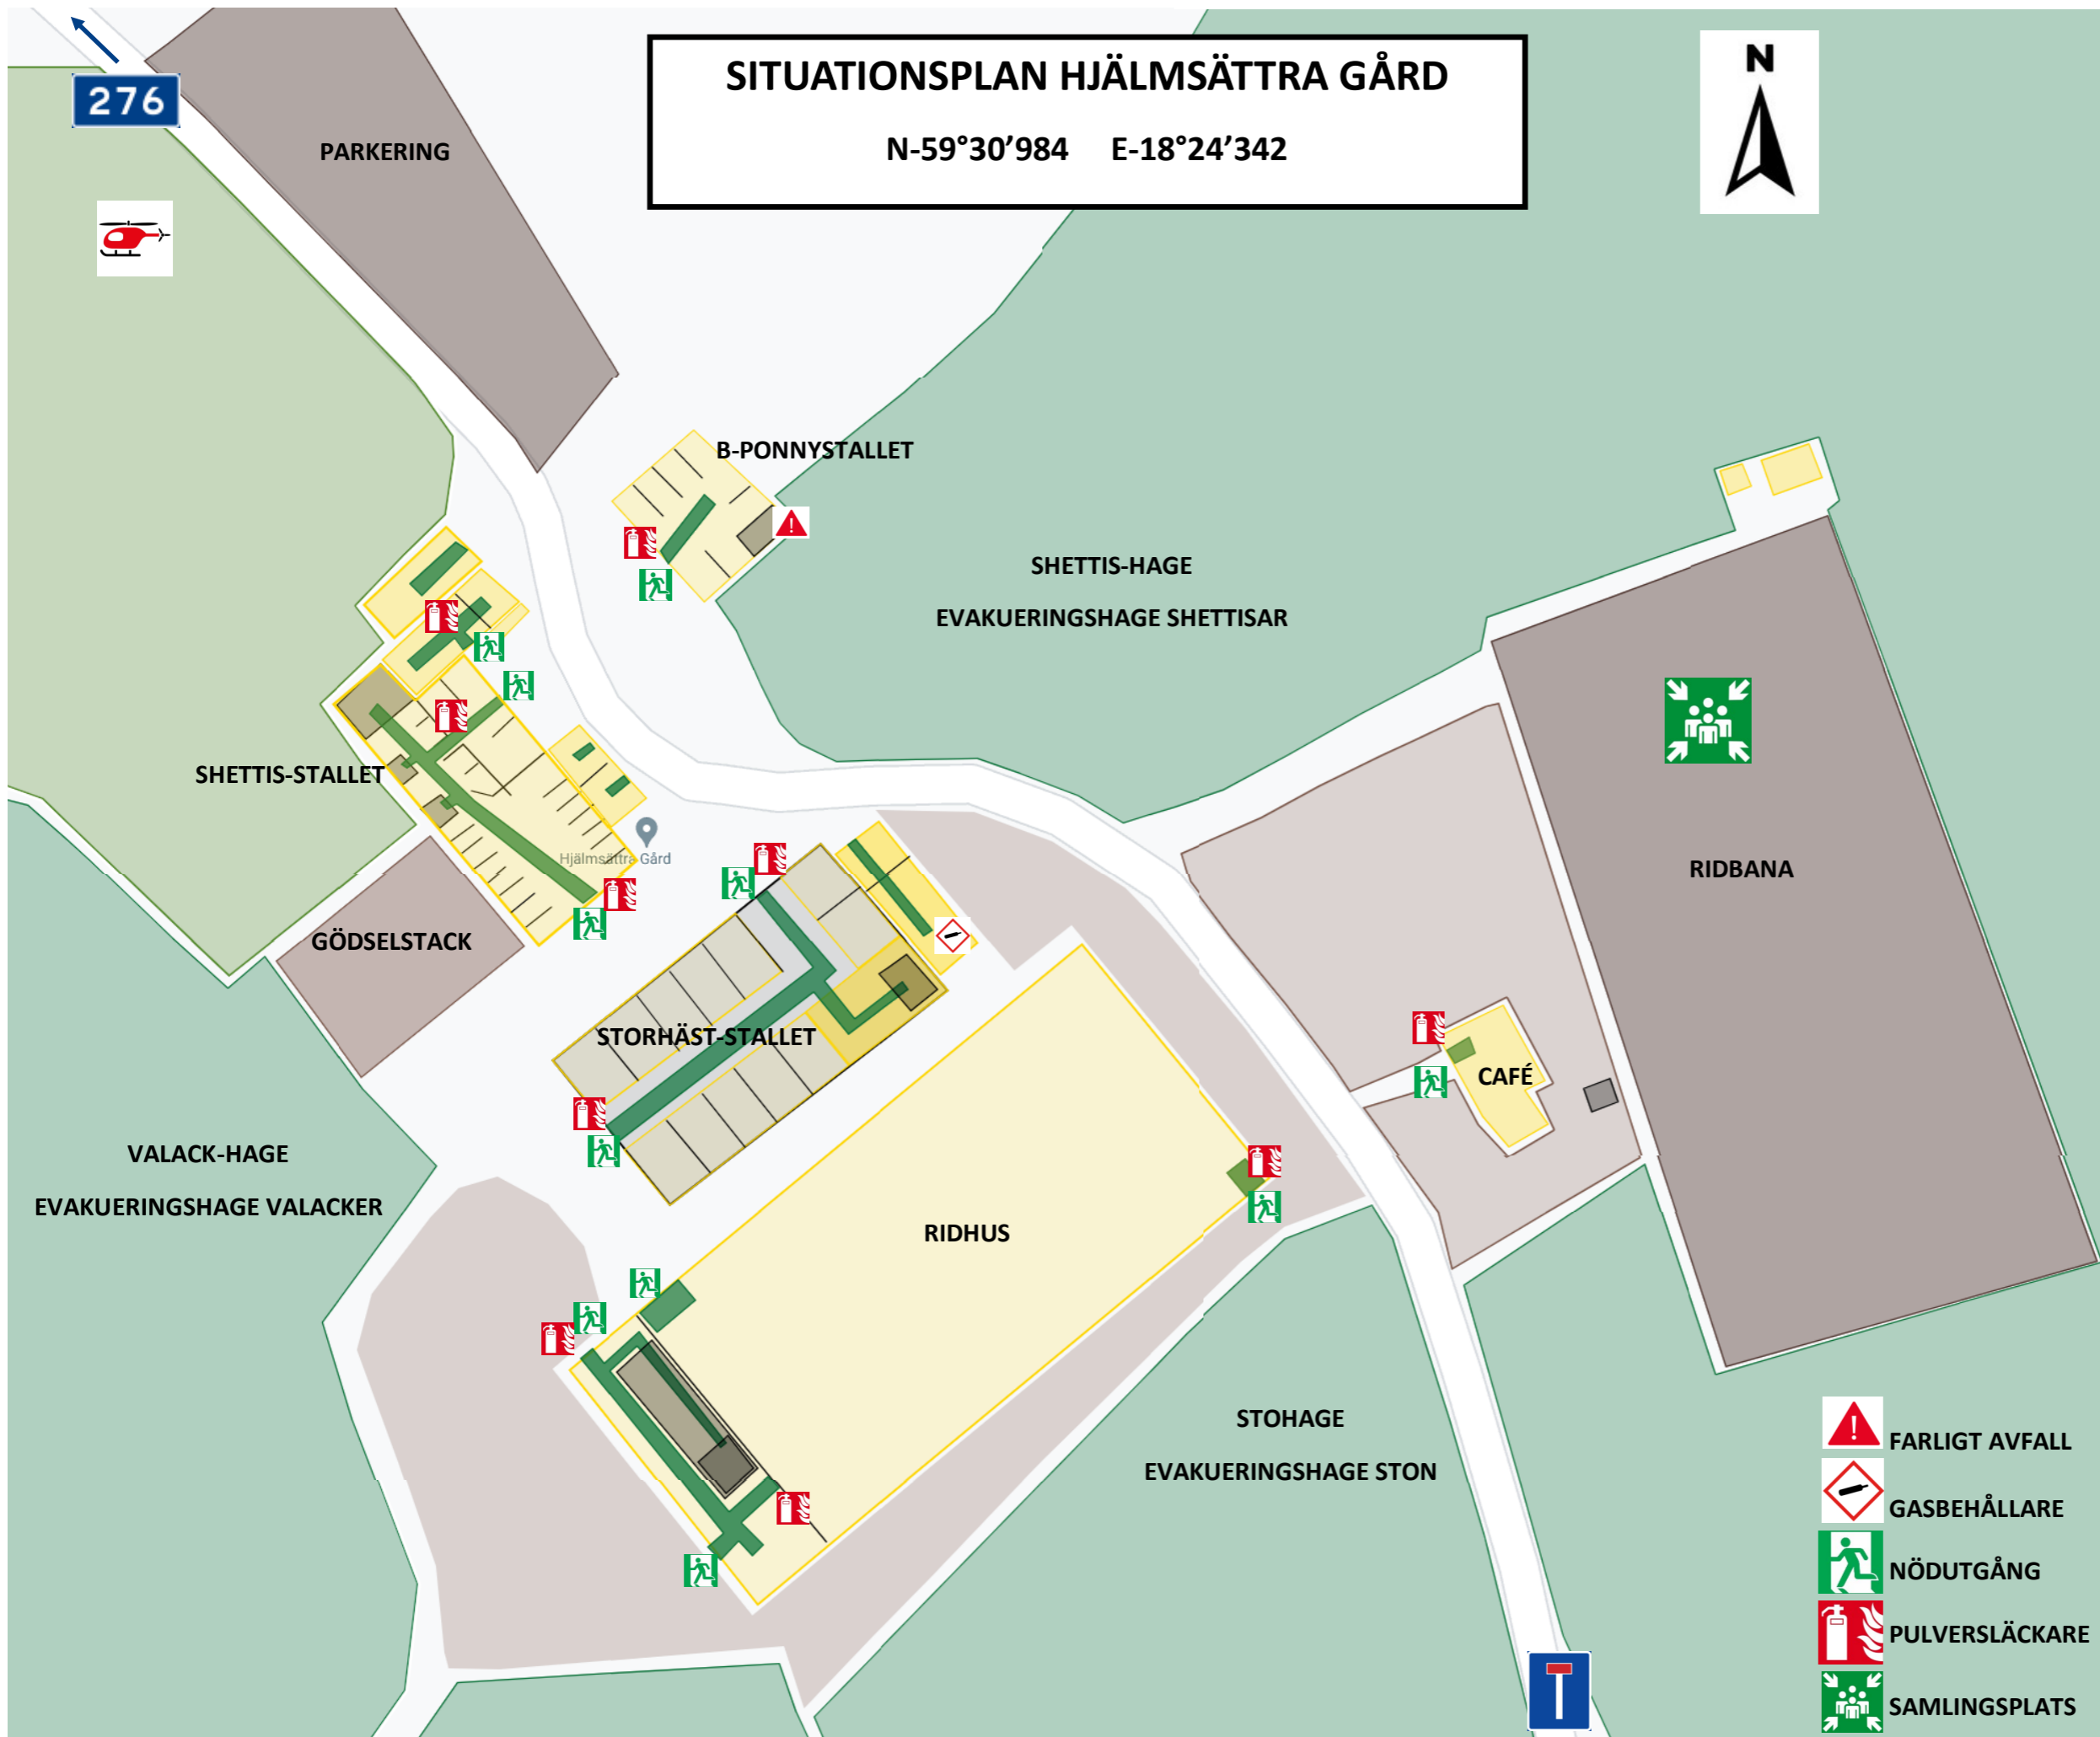 SITUATIONSPLAN HJÄLMSÄTTRA GÅRD
N-59°30’984 E-18°24’342
N
276
PARKERING
B-PONNYSTALLET
SHETTIS-HAGE
EVAKUERINGSHAGE SHETTISAR
SHETTIS-STALLET
Hjälmsättra Gård
RIDBANA
GÖDSELSTACK
STORHÄST-STALLET
CAFÉ
VALACK-HAGE
EVAKUERINGSHAGE VALACKER
RIDHUS
STOHAGE
EVAKUERINGSHAGE STON
FARLIGT AVFALL
GASBEHÅLLARE
NÖDUTGÅNG
PULVERSLÄCKARE
SAMLINGSPLATS